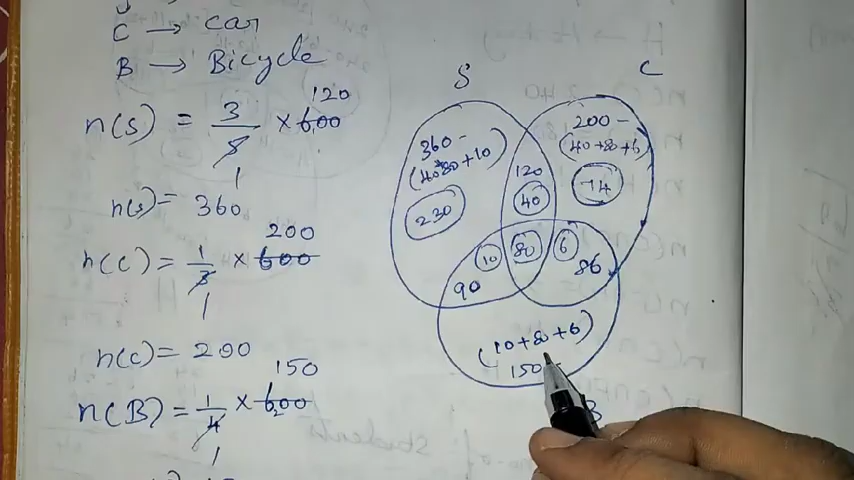 C → car
B → Bicycle
n(S) = 3/5 × 600 120
1
n(s) = 360
n(C) = 1/3 × 600 200
1
n(c) = 200
n(B) = 1/4 × 600 150
1
S
C
360 -
(40+80+10)
230
200 -
(40+80+6)
74
120
40
10
80
6
90
86
(10+80+6)
150 -
B